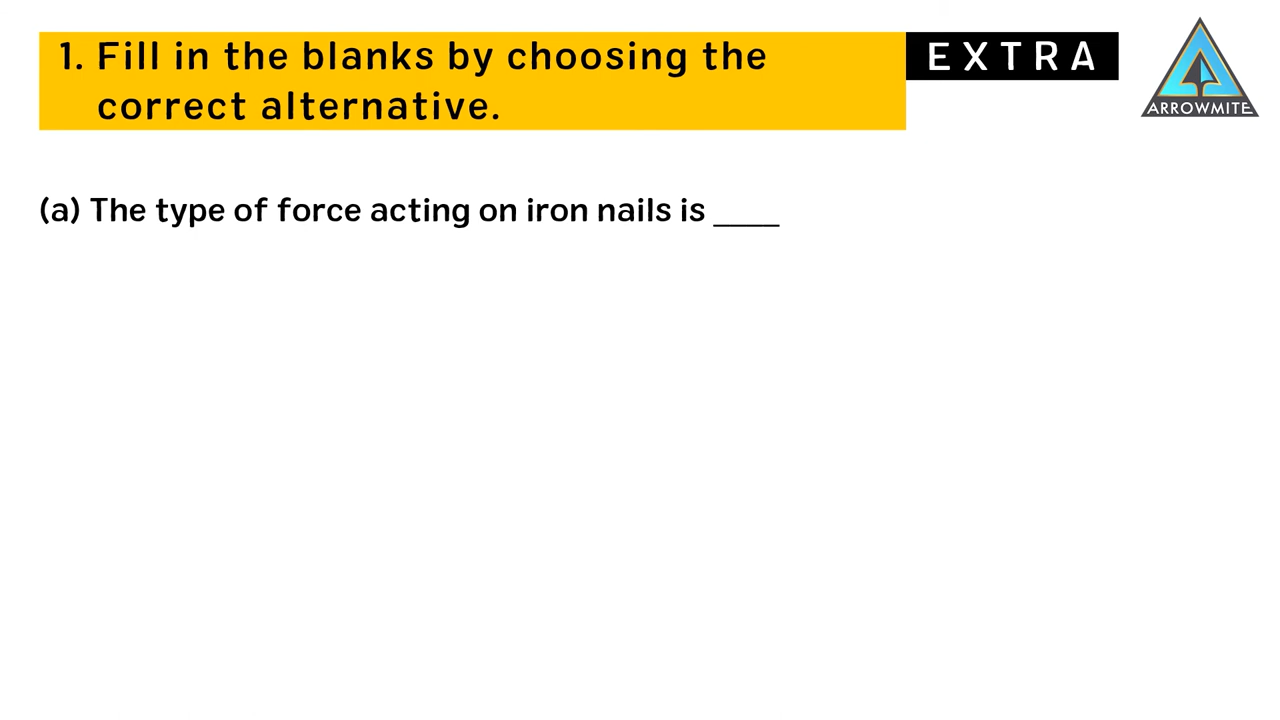 1. Fill in the blanks by choosing the
correct alternative.
EXTRA
ARROWMITE
(a) The type of force acting on iron nails is ____